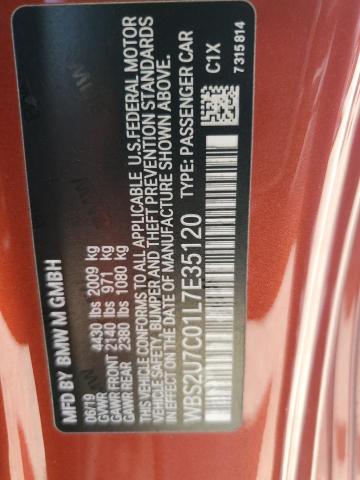 MFD BY BMW M GMBH
06/19
GVWR 4430 lbs 2009 kg
GAWR FRONT 2140 lbs 971 kg
GAWR REAR 2380 lbs 1080 kg
THIS VEHICLE CONFORMS TO ALL APPLICABLE U.S.FEDERAL MOTOR
VEHICLE SAFETY, BUMPER AND THEFT PREVENTION STANDARDS
IN EFFECT ON THE DATE OF MANUFACTURE SHOWN ABOVE.
WBS2U7C01L7E35120 TYPE: PASSENGER CAR
C1X
7315814